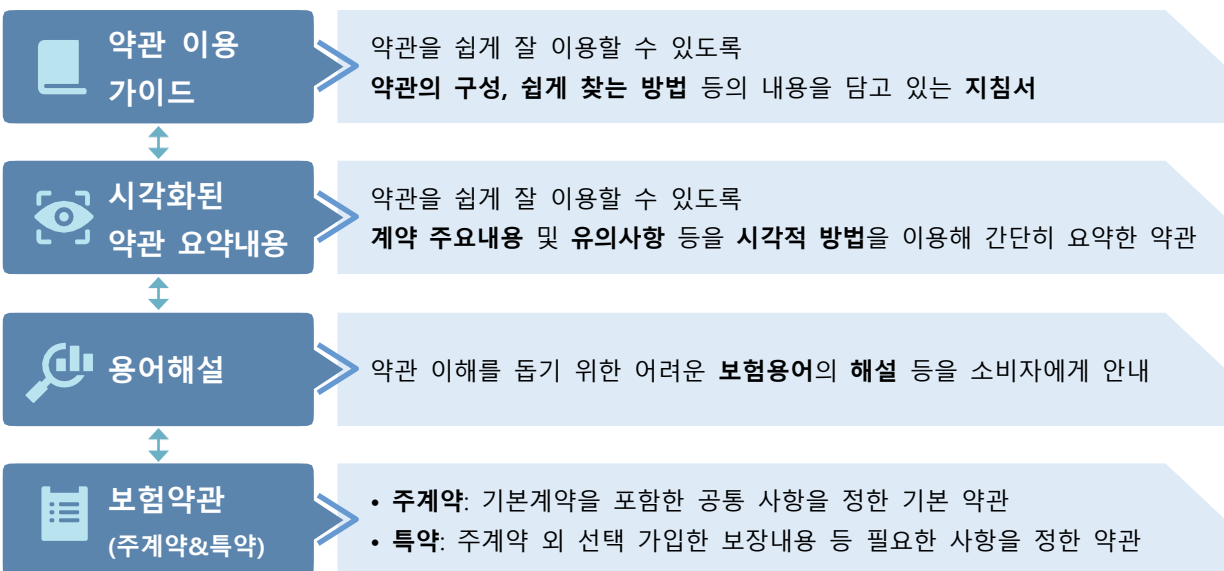 약관 이용
가이드
약관을 쉽게 잘 이용할 수 있도록
약관의 구성, 쉽게 찾는 방법 등의 내용을 담고 있는 지침서
시각화된
약관 요약내용
약관을 쉽게 잘 이용할 수 있도록
계약 주요내용 및 유의사항 등을 시각적 방법을 이용해 간단히 요약한 약관
용어해설
약관 이해를 돕기 위한 어려운 보험용어의 해설 등을 소비자에게 안내
보험약관
(주계약&특약)
• 주계약: 기본계약을 포함한 공통 사항을 정한 기본 약관
• 특약: 주계약 외 선택 가입한 보장내용 등 필요한 사항을 정한 약관